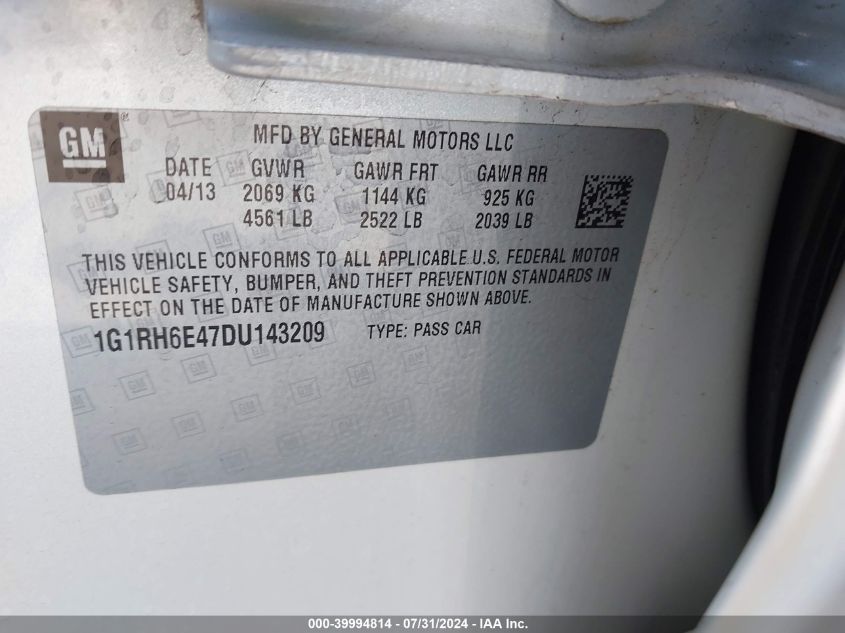 GM
MFD BY GENERAL MOTORS LLC
DATE GVWR GAWR FRT GAWR RR
04/13 2069 KG 1144 KG 925 KG
4561 LB 2522 LB 2039 LB
THIS VEHICLE CONFORMS TO ALL APPLICABLE U.S. FEDERAL MOTOR
VEHICLE SAFETY, BUMPER, AND THEFT PREVENTION STANDARDS IN
EFFECT ON THE DATE OF MANUFACTURE SHOWN ABOVE.
1G1RH6E47DU143209 TYPE: PASS CAR
000-39994814 - 07/31/2024 - IAA Inc.